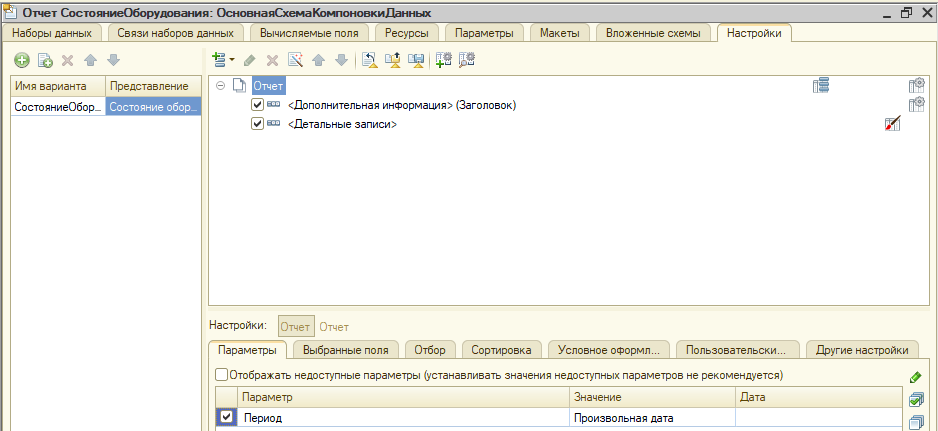 Отчет СостояниеОборудования: ОсновнаяСхемаКомпоновкиДанных
Наборы данных Связи наборов данных Вычисляемые поля Ресурсы Параметры Макеты Вложенные схемы Настройки
Имя варианта Представление
СостояниеОбор... Состояние обор...
Отчет
<Дополнительная информация> (Заголовок)
<Детальные записи>
Настройки: Отчет Отчет
Параметры Выбранные поля Отбор Сортировка Условное оформл... Пользовательски... Другие настройки
Отображать недоступные параметры (устанавливать значения недоступных параметров не рекомендуется)
Параметр Значение Дата
Период Произвольная дата